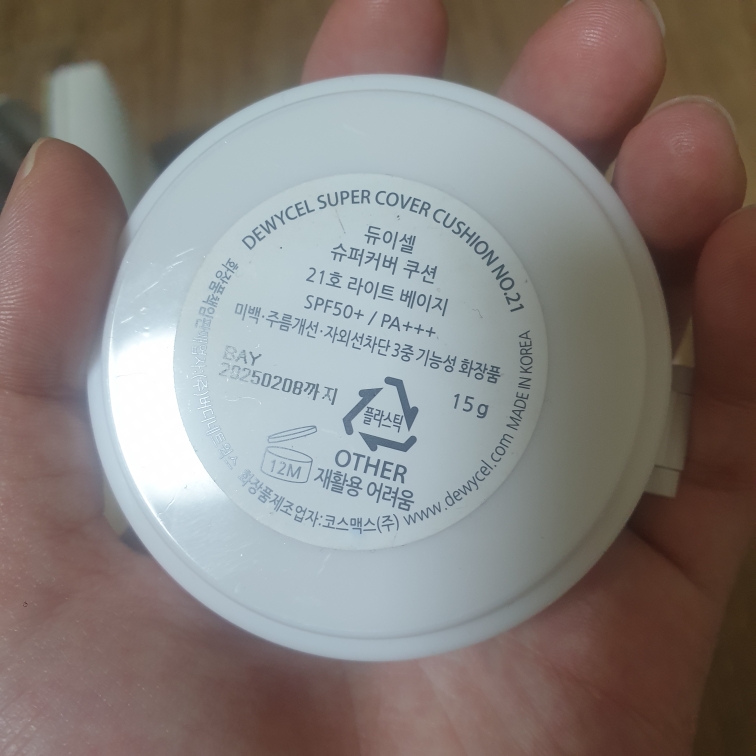 DEWYCEL SUPER COVER CUSHION NO.21
듀이셀
슈퍼커버 쿠션
21호 라이트 베이지
SPF50+ / PA+++
미백·주름개선·자외선차단 3중 기능성 화장품
BAY
20250208까지
15g
플라스틱
OTHER
재활용 어려움
12M
화장품제조업자:코스맥스(주)
www.dewycel.com MADE IN KOREA